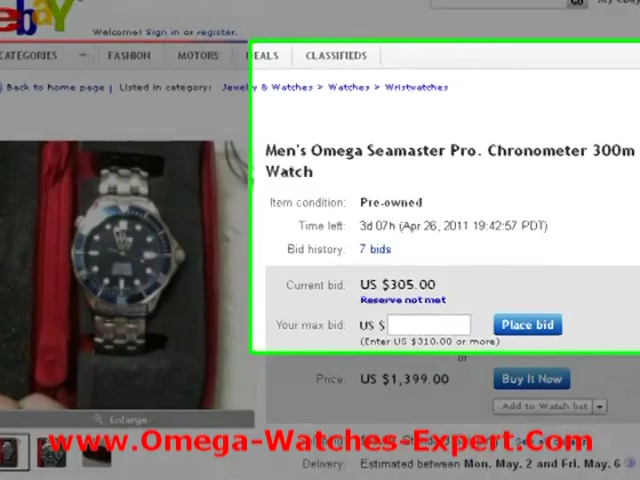 ebaY
Welcome! Sign in or register.
CATEGORIES FASHION MOTORS DEALS CLASSIFIEDS
Back to home page | Listed in category: Jewelry & Watches > Watches > Wristwatches
Men's Omega Seamaster Pro. Chronometer 300m
Watch
Item condition: Pre-owned
Time left: 3d 07h (Apr 26, 2011 19:42:57 PDT)
Bid history: 7 bids
Current bid: US $305.00
Reserve not met
Your max bid: US $ Place bid
(Enter US $310.00 or more)
or
Price: US $1,399.00 Buy It Now
Add to Watch list
Enlarge
www.Omega-Watches-Expert.Com
Delivery: Estimated between Mon. May. 2 and Fri. May. 6